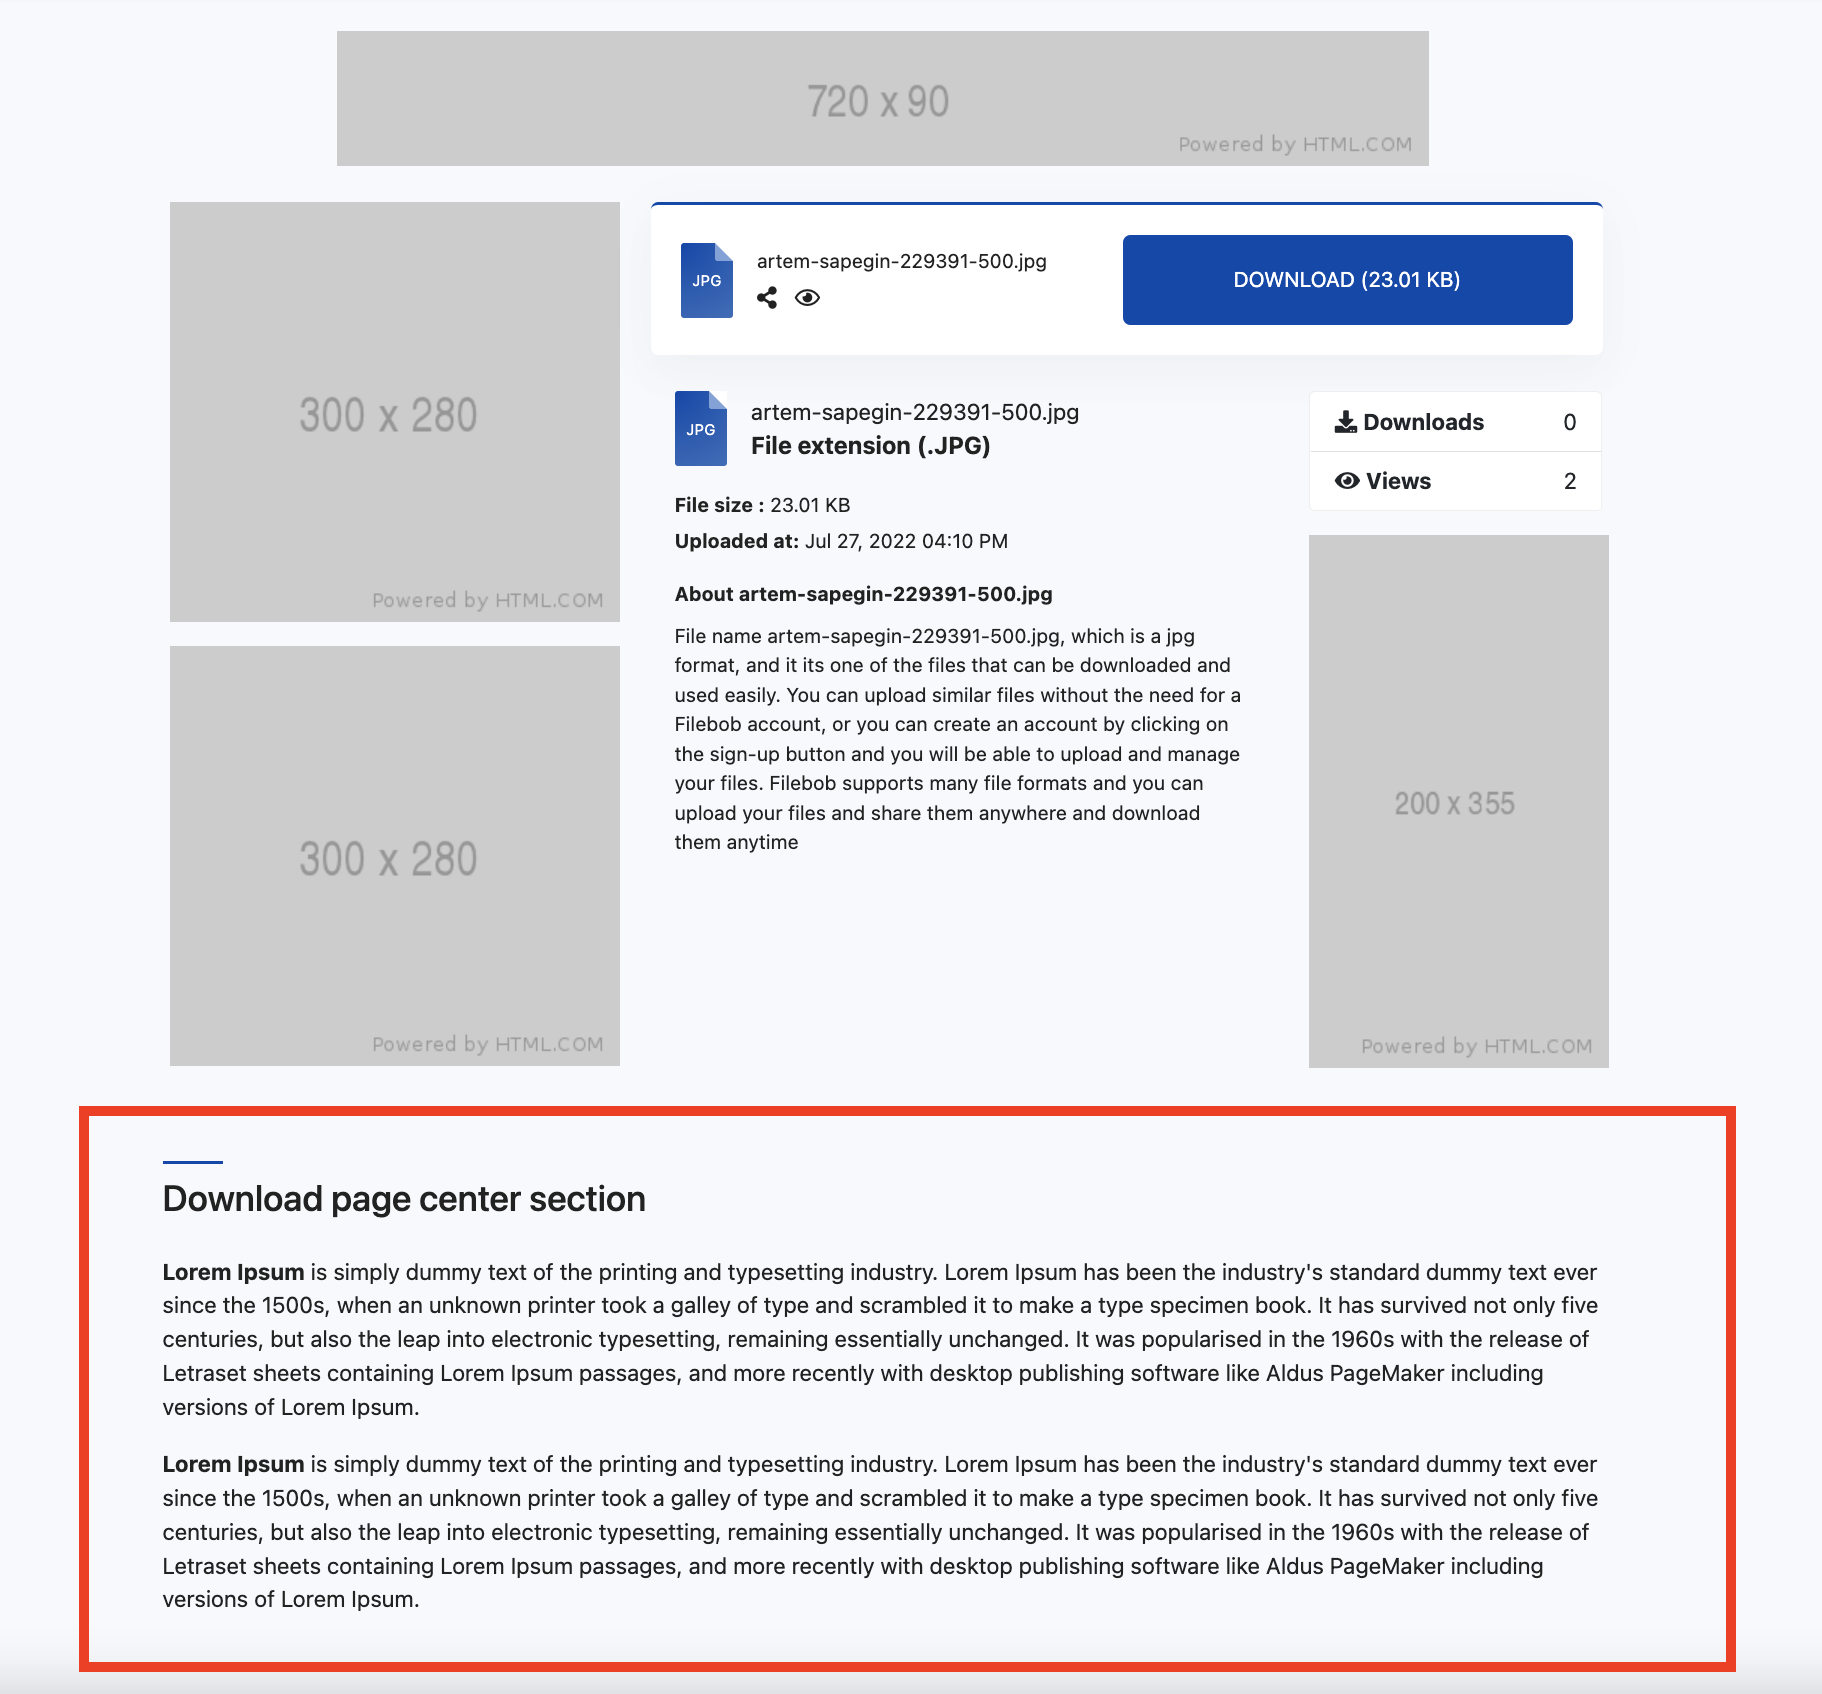 720 x 90
Powered by HTML.COM
300 x 280
Powered by HTML.COM
300 x 280
Powered by HTML.COM
JPG
artem-sapegin-229391-500.jpg
DOWNLOAD (23.01 KB)
JPG
artem-sapegin-229391-500.jpg
File extension (.JPG)
File size : 23.01 KB
Uploaded at: Jul 27, 2022 04:10 PM
About artem-sapegin-229391-500.jpg
File name artem-sapegin-229391-500.jpg, which is a jpg
format, and it its one of the files that can be downloaded and
used easily. You can upload similar files without the need for a
Filebob account, or you can create an account by clicking on
the sign-up button and you will be able to upload and manage
your files. Filebob supports many file formats and you can
upload your files and share them anywhere and download
them anytime
Downloads 0
Views 2
200 x 355
Powered by HTML.COM
Download page center section
Lorem Ipsum is simply dummy text of the printing and typesetting industry. Lorem Ipsum has been the industry's standard dummy text ever
since the 1500s, when an unknown printer took a galley of type and scrambled it to make a type specimen book. It has survived not only five
centuries, but also the leap into electronic typesetting, remaining essentially unchanged. It was popularised in the 1960s with the release of
Letraset sheets containing Lorem Ipsum passages, and more recently with desktop publishing software like Aldus PageMaker including
versions of Lorem Ipsum.
Lorem Ipsum is simply dummy text of the printing and typesetting industry. Lorem Ipsum has been the industry's standard dummy text ever
since the 1500s, when an unknown printer took a galley of type and scrambled it to make a type specimen book. It has survived not only five
centuries, but also the leap into electronic typesetting, remaining essentially unchanged. It was popularised in the 1960s with the release of
Letraset sheets containing Lorem Ipsum passages, and more recently with desktop publishing software like Aldus PageMaker including
versions of Lorem Ipsum.